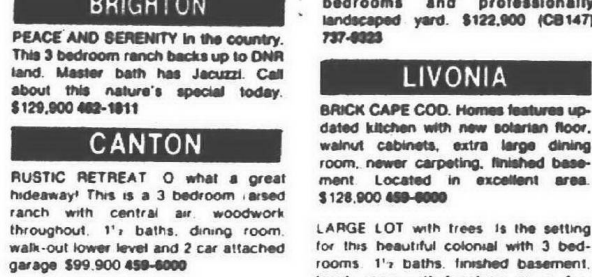 BRIGHTON
PEACE AND SERENITY in the country.
This 3 bedroom ranch backs up to DNR
land. Master bath has Jacuzzi. Call
about this nature's special today.
$129,900 462-1811
CANTON
RUSTIC RETREAT O what a great
hideaway! This is a 3 bedroom raised
ranch with central air. woodwork
throughout. 1½ baths, dining room.
walk-out lower level and 2 car attached
garage $99,900 459-6000
bedrooms and professionally
landscaped yard. $122,900 (CB147)
737-9323
LIVONIA
BRICK CAPE COD. Homes features up-
dated kitchen with new solarian floor,
walnut cabinets, extra large dining
room, newer carpeting, finished base-
ment. Located in excellent area.
$128,900 459-6000
LARGE LOT with trees Is the setting
for this beautiful colonial with 3 bed-
rooms. 1½ baths. finished basement,